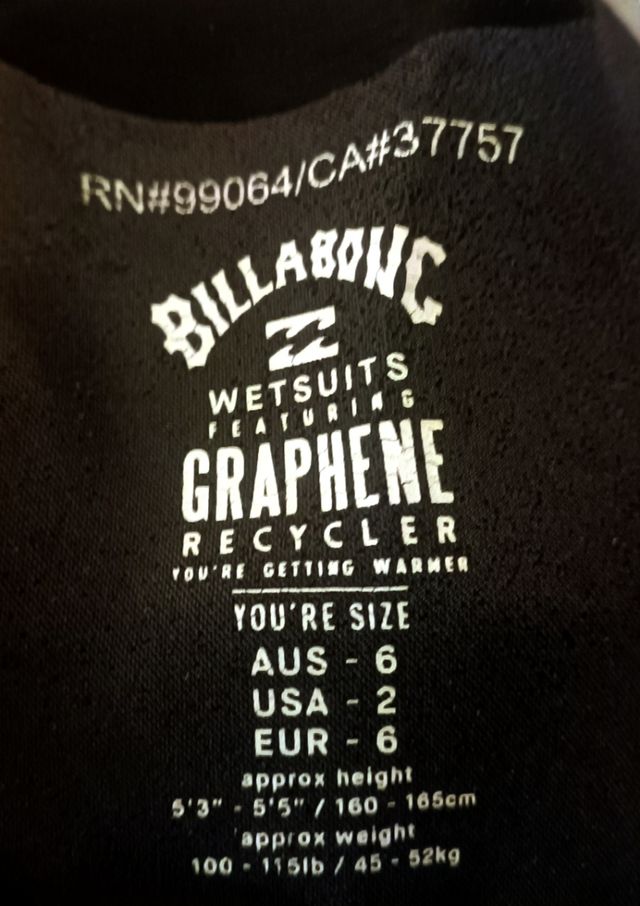 RN#99064/CA#37757
BILLABONG
WETSUITS
FEATURING
GRAPHENE
RECYCLER
YOU'RE GETTING WARMER
YOU'RE SIZE
AUS - 6
USA - 2
EUR - 6
approx height
5'3" - 5'5" / 160 - 165cm
approx weight
100 - 115lb / 45 - 52kg